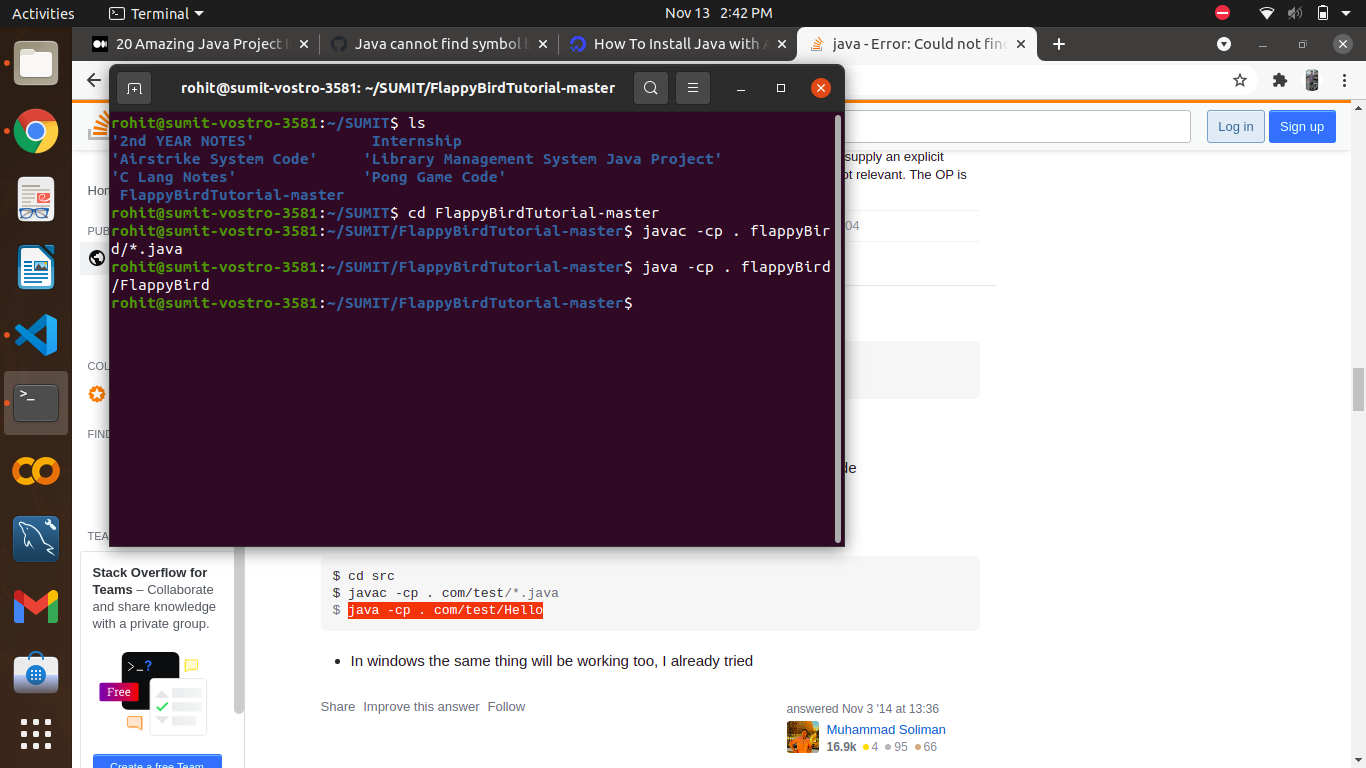 Activities
Terminal
Nov 13 2:42 PM
20 Amazing Java Project I
Java cannot find symbol b
How To Install Java with A
java - Error: Could not find
rohit@sumit-vostro-3581: ~/SUMIT/FlappyBirdTutorial-master
Log in
Sign up
rohit@sumit-vostro-3581:~/SUMIT$ ls
'2nd YEAR NOTES' Internship
'Airstrike System Code' 'Library Management System Java Project'
'C Lang Notes' 'Pong Game Code'
FlappyBirdTutorial-master
rohit@sumit-vostro-3581:~/SUMIT$ cd FlappyBirdTutorial-master
rohit@sumit-vostro-3581:~/SUMIT/FlappyBirdTutorial-master$ javac -cp . flappyBir
d/*.java
rohit@sumit-vostro-3581:~/SUMIT/FlappyBirdTutorial-master$ java -cp . flappyBird
/FlappyBird
rohit@sumit-vostro-3581:~/SUMIT/FlappyBirdTutorial-master$
supply an explicit
ot relevant. The OP is
04
Hom
PUB
COL
FIND
TEA
de
Stack Overflow for
Teams – Collaborate
and share knowledge
with a private group.
>_?
Free
Create a free Team
$ cd src
$ javac -cp . com/test/*.java
$ java -cp . com/test/Hello
In windows the same thing will be working too, I already tried
Share Improve this answer Follow
answered Nov 3 '14 at 13:36
Muhammad Soliman
16.9k 4 95 66